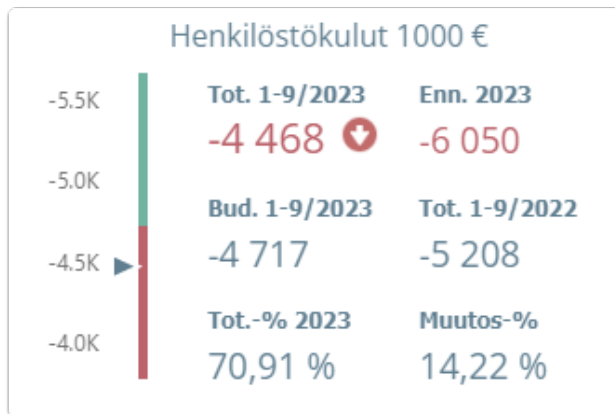 Henkilöstökulut 1000 €
-5.5K
-5.0K
-4.5K
-4.0K
Tot. 1-9/2023 Enn. 2023
-4 468 -6 050
Bud. 1-9/2023 Tot. 1-9/2022
-4 717 -5 208
Tot.-% 2023 Muutos-%
70,91 % 14,22 %